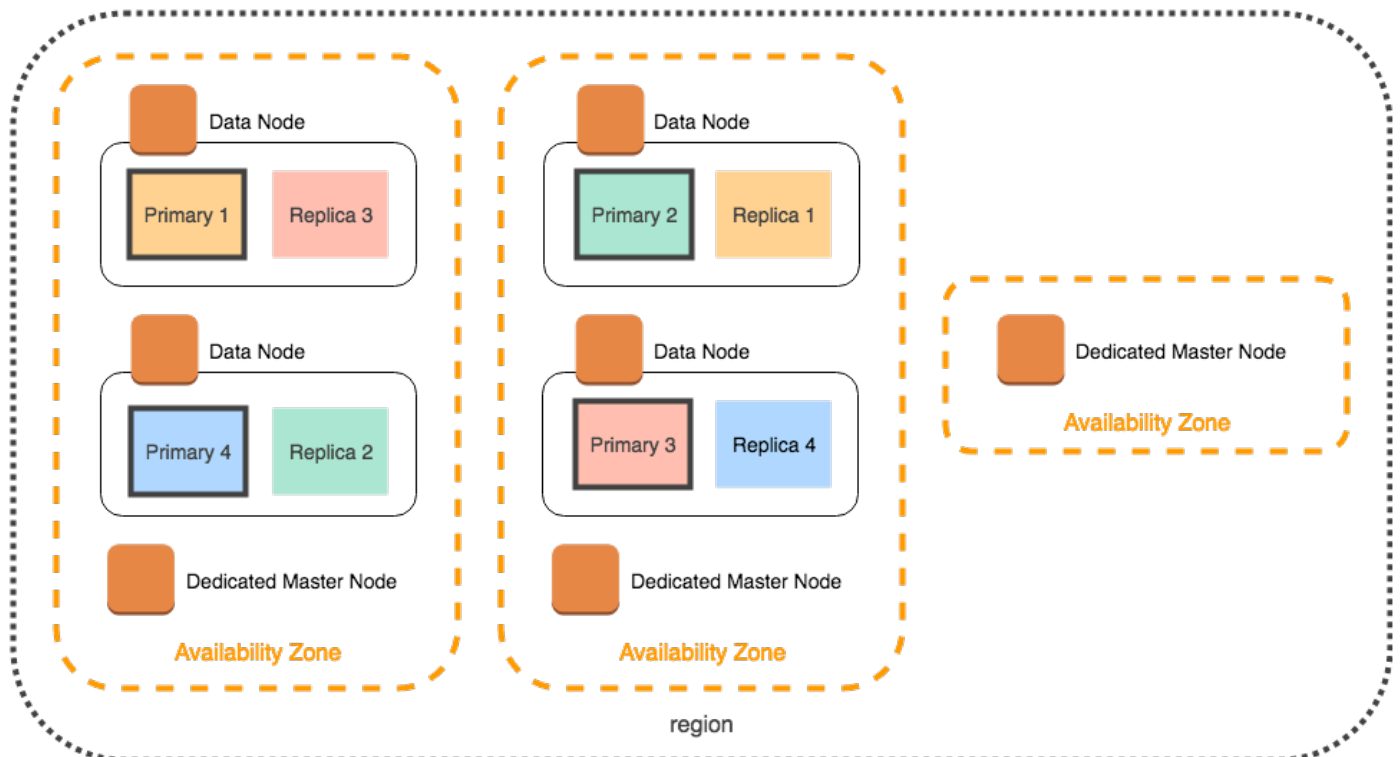 Data Node
Primary 1
Replica 3
Data Node
Primary 4
Replica 2
Dedicated Master Node
Availability Zone
Data Node
Primary 2
Replica 1
Data Node
Primary 3
Replica 4
Dedicated Master Node
Availability Zone
Dedicated Master Node
Availability Zone
region